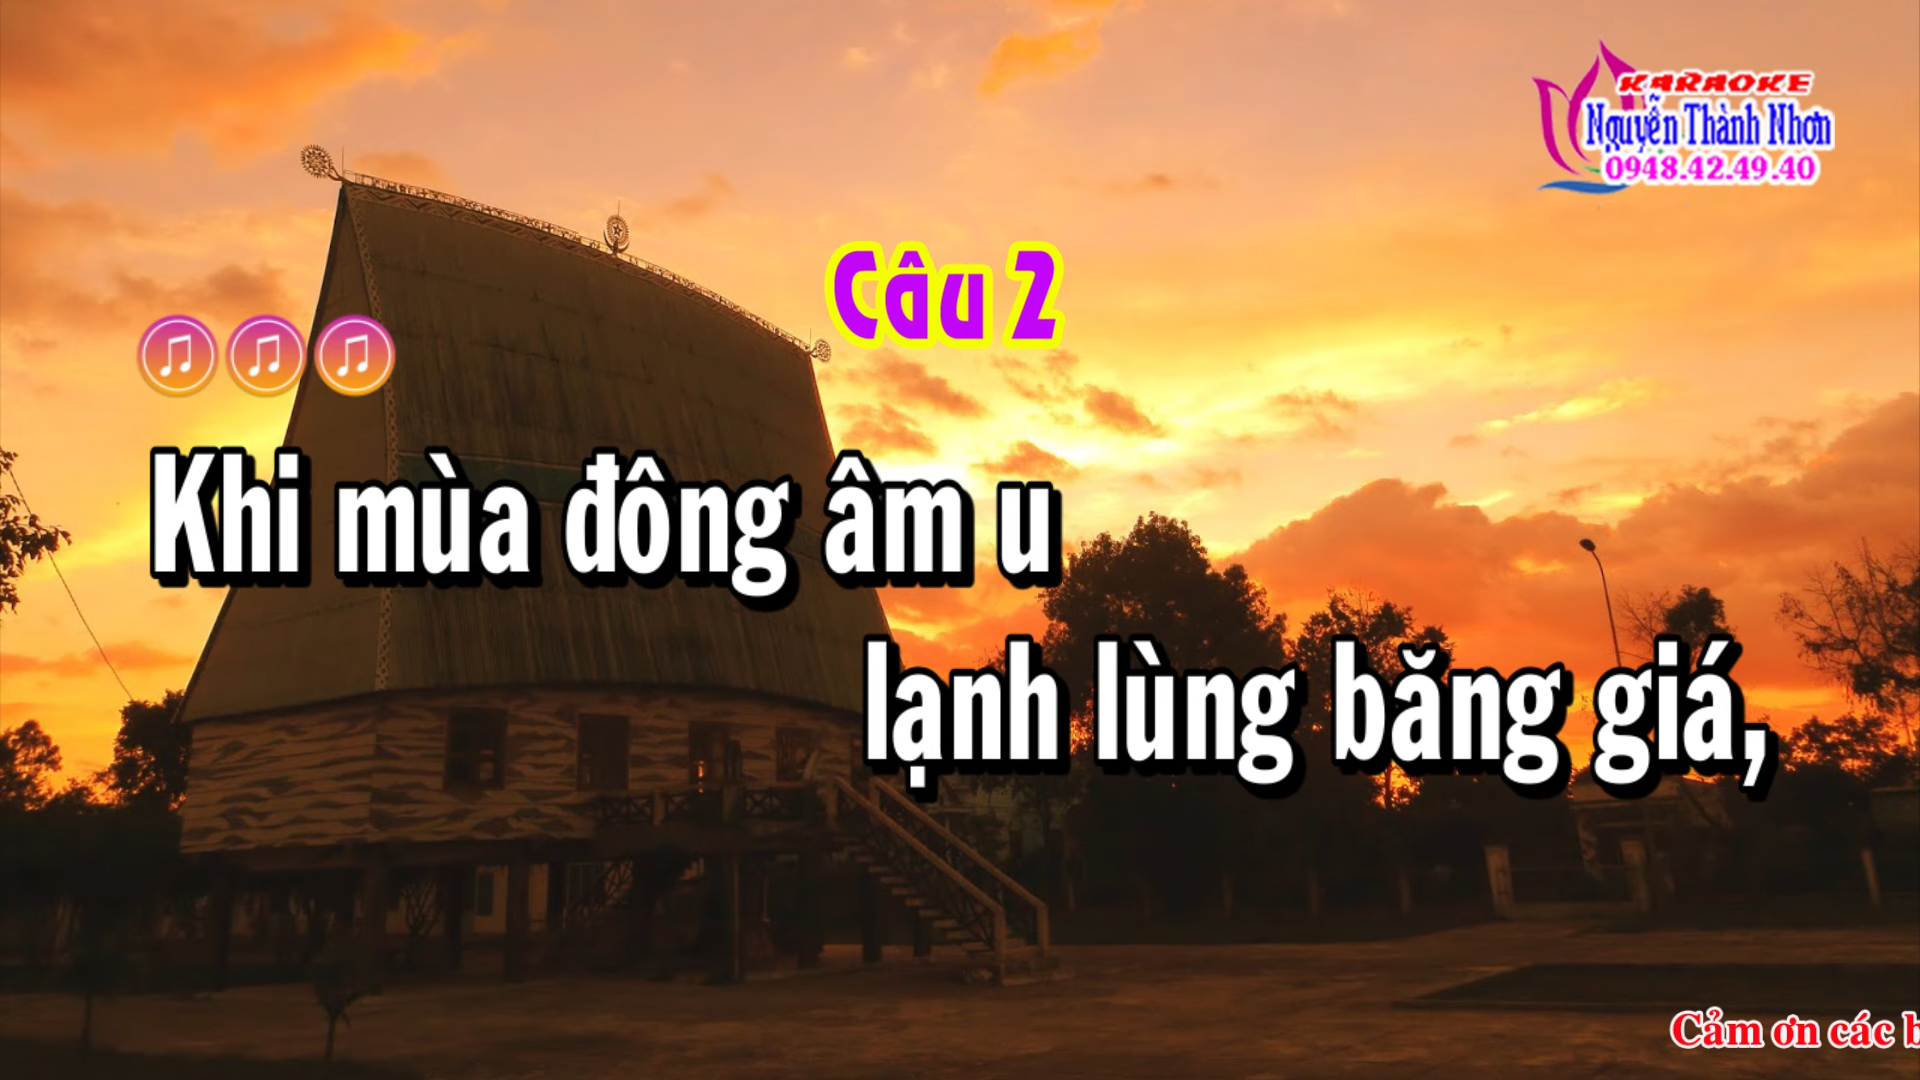 KARAOKE
Nguyễn Thành Nhơn
0948.42.49.40
Câu 2
Khi mùa đông âm u
lạnh lùng băng giá,
Cảm ơn các b